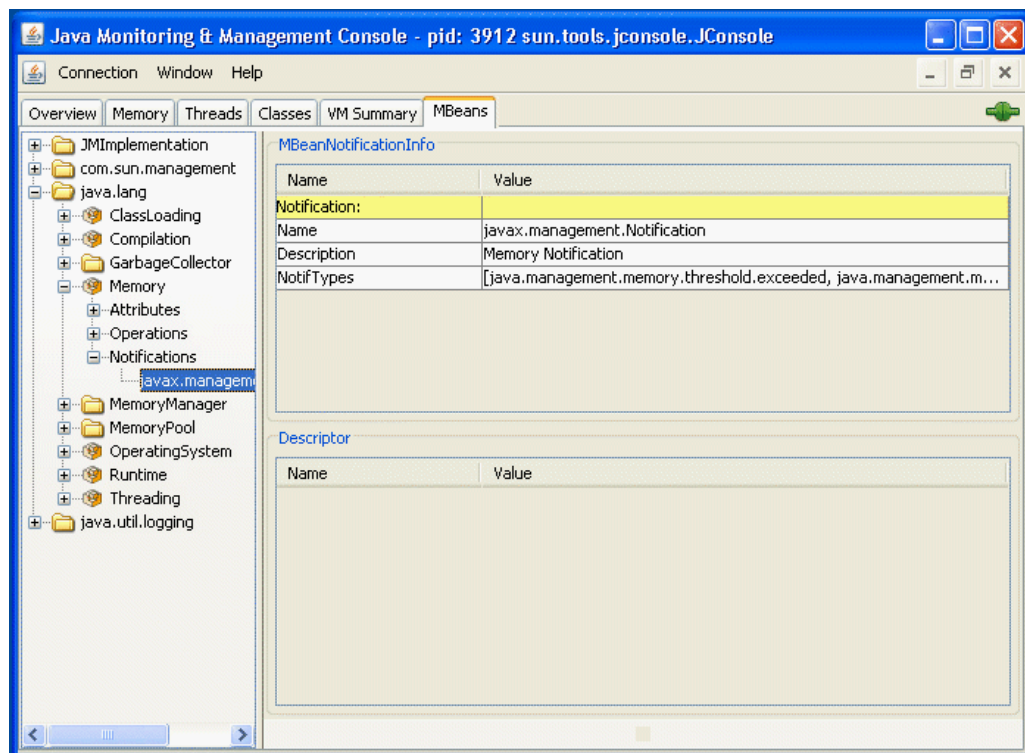 Java Monitoring & Management Console - pid: 3912 sun.tools.jconsole.JConsole
Connection Window Help
Overview Memory Threads Classes VM Summary MBeans
JMImplementation
com.sun.management
java.lang
ClassLoading
Compilation
GarbageCollector
Memory
Attributes
Operations
Notifications
javax.managem
MemoryManager
MemoryPool
OperatingSystem
Runtime
Threading
java.util.logging
MBeanNotificationInfo
Name Value
Notification:
Name javax.management.Notification
Description Memory Notification
NotifTypes [java.management.memory.threshold.exceeded, java.management.m...
Descriptor
Name Value